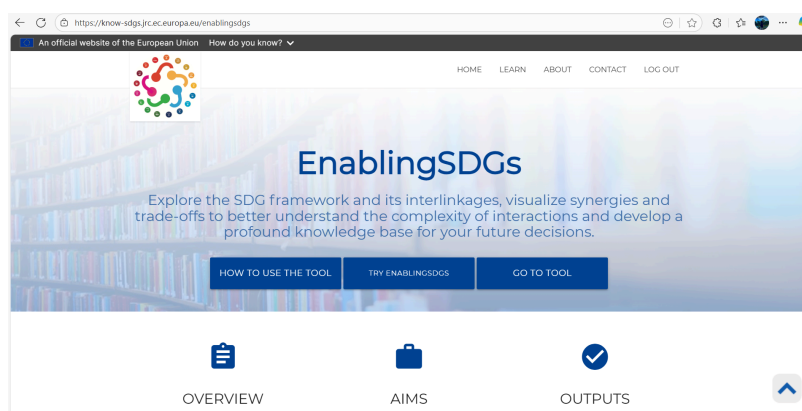 https://know-sdgs.jrc.ec.europa.eu/enablingsdgs
An official website of the European Union How do you know?
HOME LEARN ABOUT CONTACT LOG OUT
EnablingSDGs
Explore the SDG framework and its interlinkages, visualize synergies and
trade-offs to better understand the complexity of interactions and develop a
profound knowledge base for your future decisions.
HOW TO USE THE TOOL TRY ENABLINGSDGS GO TO TOOL
OVERVIEW AIMS OUTPUTS